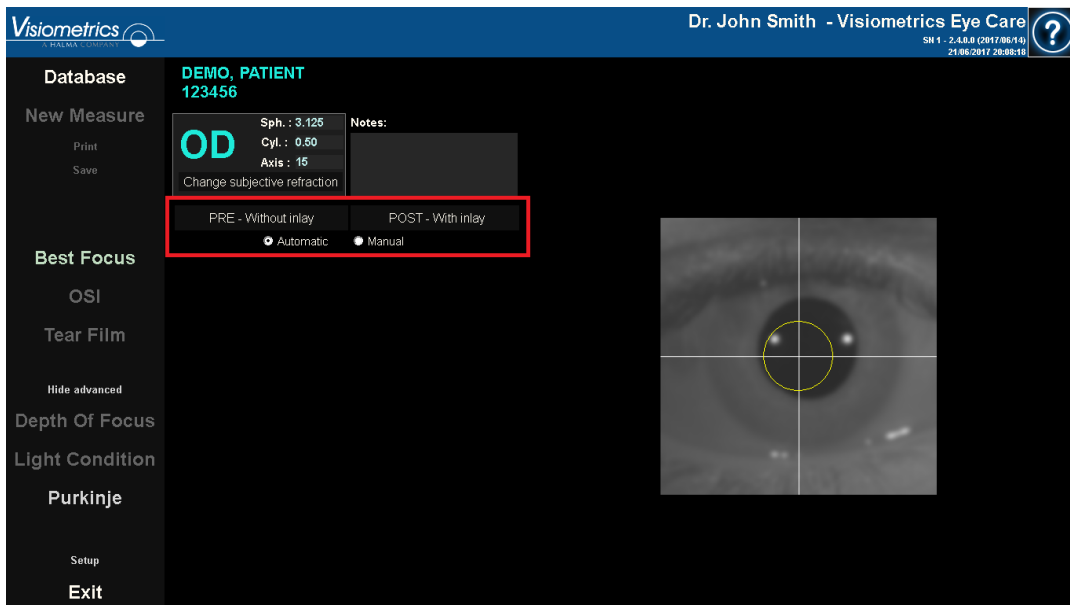 Visiometrics
A HALMA COMPANY
Dr. John Smith - Visiometrics Eye Care
SN 1 - 2.4.0.0 (2017/06/14)
21/06/2017 20:08:18
?
Database
New Measure
Print
Save
Best Focus
OSI
Tear Film
Hide advanced
Depth Of Focus
Light Condition
Purkinje
Setup
Exit
DEMO, PATIENT
123456
OD
Sph. : 3.125
Cyl. : 0.50
Axis : 15
Change subjective refraction
Notes:
PRE - Without inlay POST - With inlay
Automatic Manual